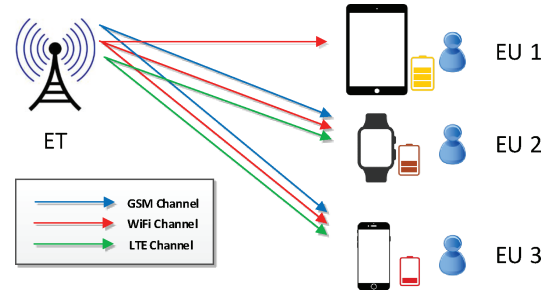 EU 1
EU 2
ET
GSM Channel
WiFi Channel
LTE Channel
EU 3